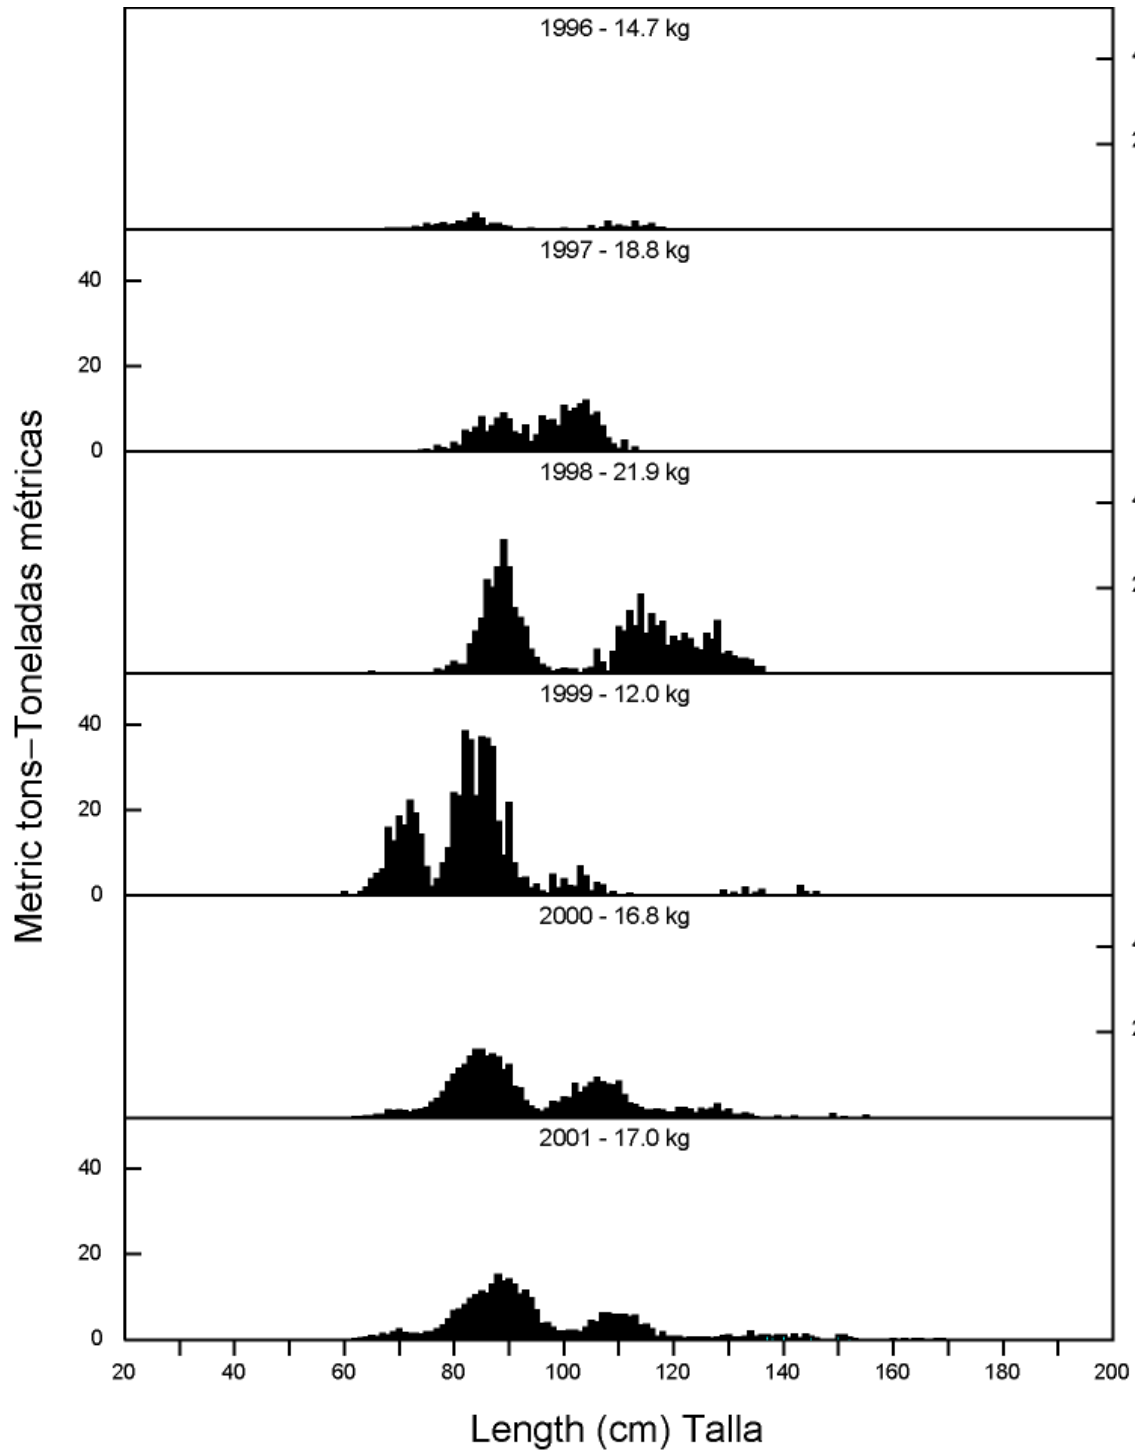 1996 - 14.7 kg
1997 - 18.8 kg
40
20
0
1998 - 21.9 kg
1999 - 12.0 kg
40
20
0
2000 - 16.8 kg
2001 - 17.0 kg
40
20
0
20 40 60 80 100 120 140 160 180 200
Length (cm) Talla
Metric tons–Toneladas métricas